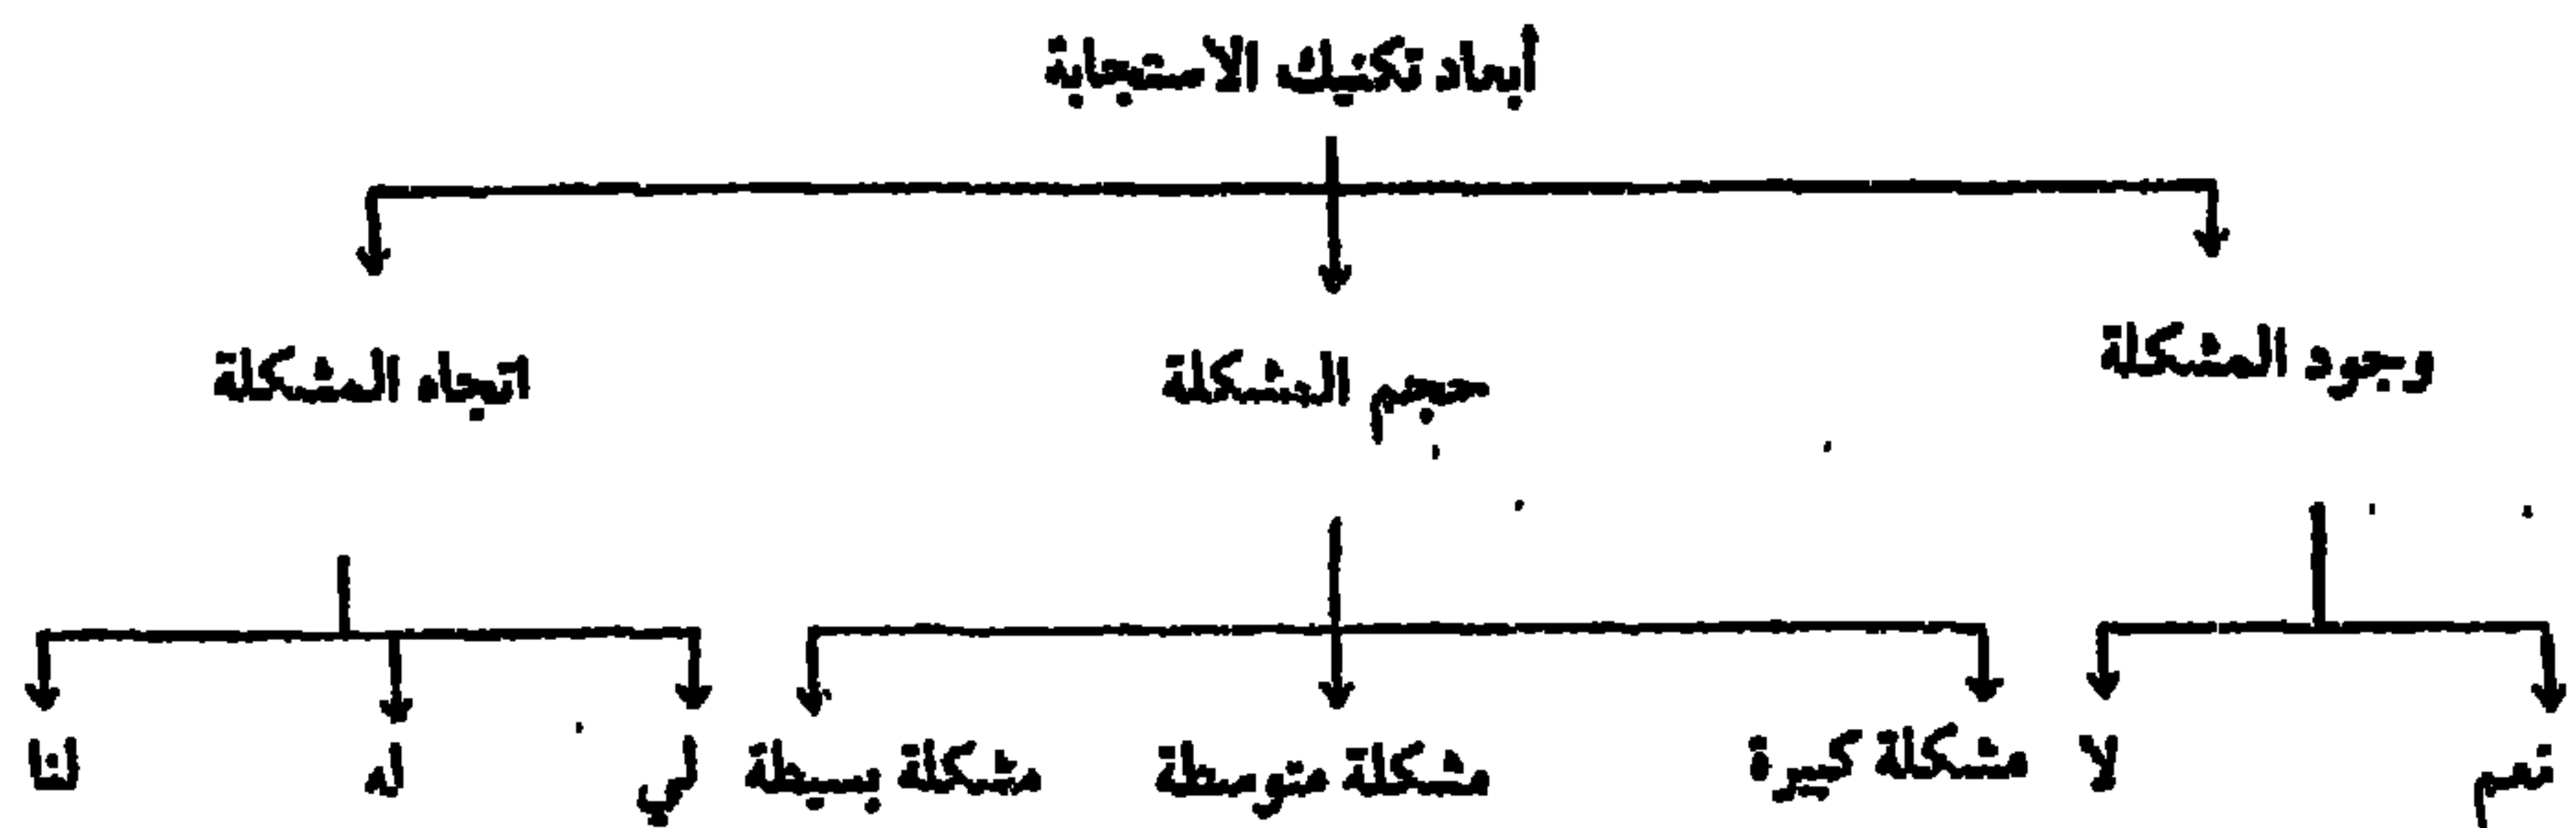 أبعاد تكنيك الاستجابة
وجود المشكلة
حجم المشكلة
اتجاه المشكلة
نعم
لا
مشكلة كبيرة
مشكلة متوسطة
مشكلة بسيطة
لي
له
لنا